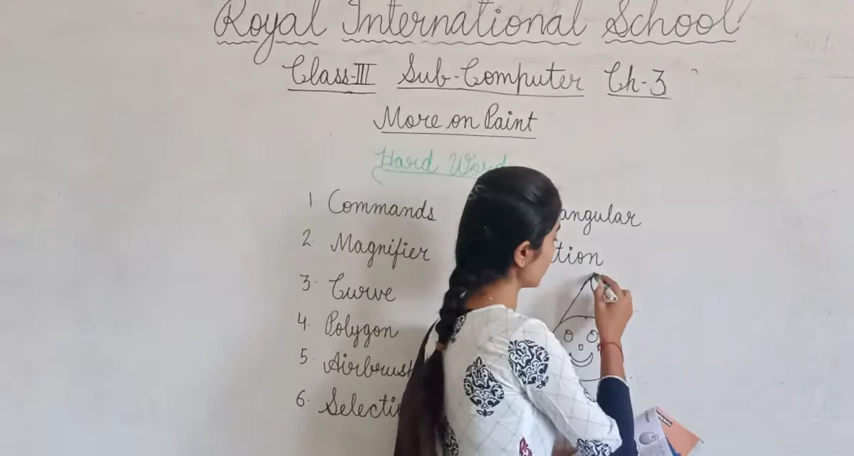 Royal International School
Class-III Sub-Computer Ch-3
More on Paint
Hard Word
1 Commands
2. Magnifier
3. Curve
4. Polygon
5. Airbrush
6. Selecti
angular
tion